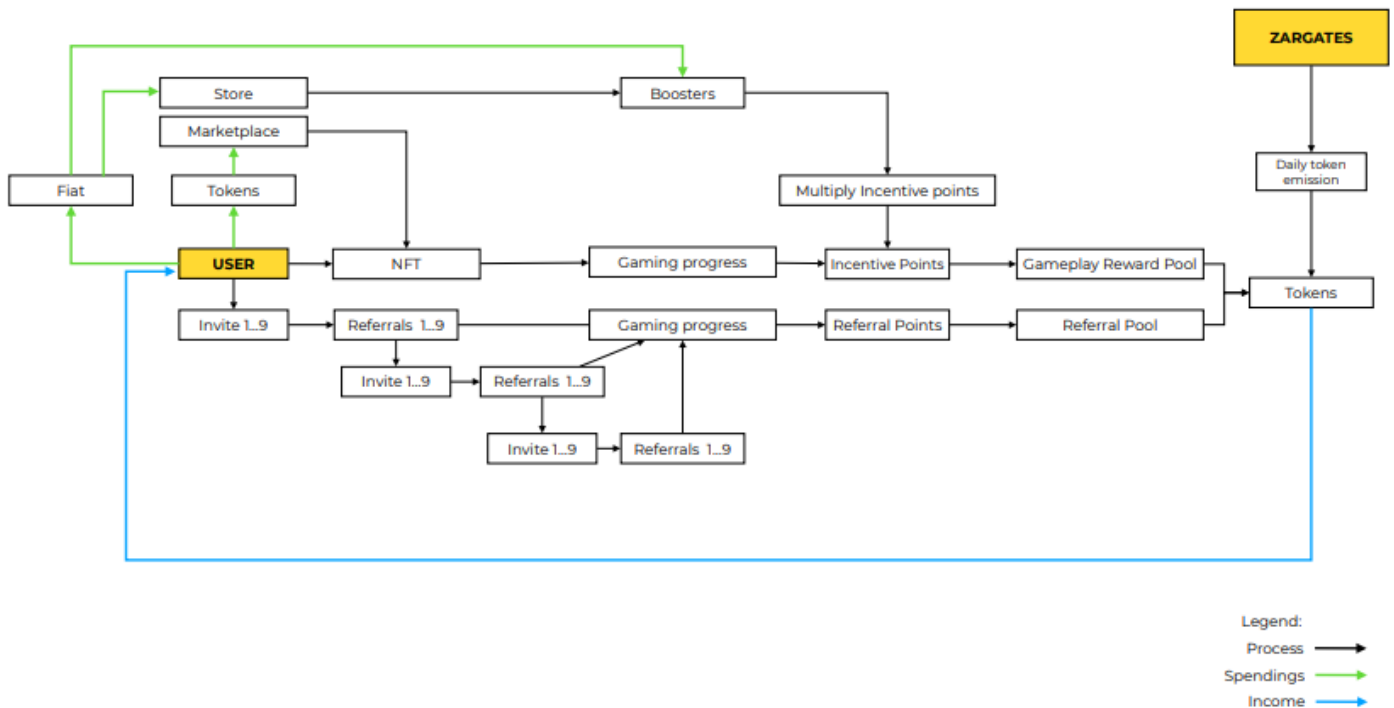 ZARGATES
Store
Boosters
Marketplace
Daily token
emission
Fiat
Tokens
Multiply Incentive points
USER
NFT
Gaming progress
Incentive Points
Gameplay Reward Pool
Tokens
Invite 1...9
Referrals 1...9
Gaming progress
Referral Points
Referral Pool
Invite 1...9
Referrals 1...9
Invite 1...9
Referrals 1...9
Legend:
Process
Spendings
Income